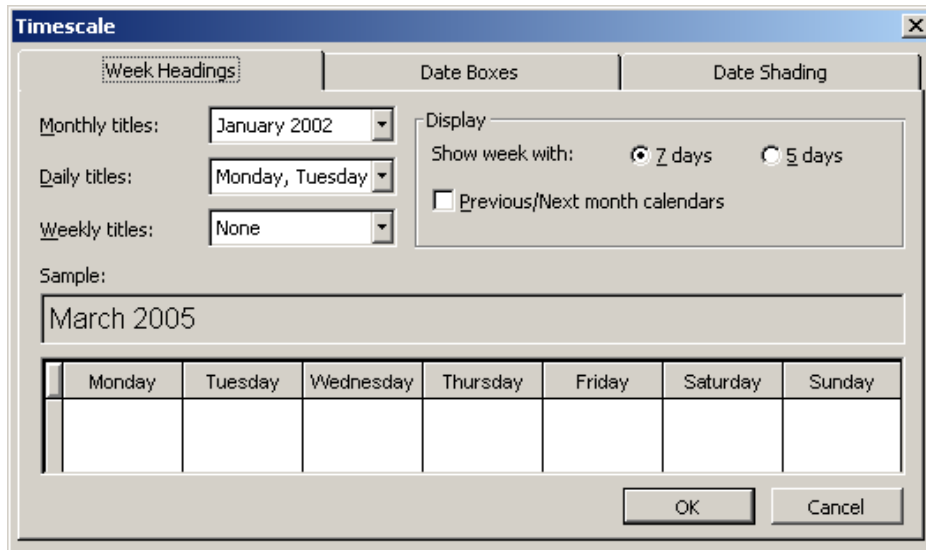 Timescale
Week Headings Date Boxes Date Shading
Monthly titles: January 2002
Daily titles: Monday, Tuesday
Weekly titles: None
Display
Show week with: 7 days 5 days
Previous/Next month calendars
Sample:
March 2005
Monday Tuesday Wednesday Thursday Friday Saturday Sunday
OK Cancel